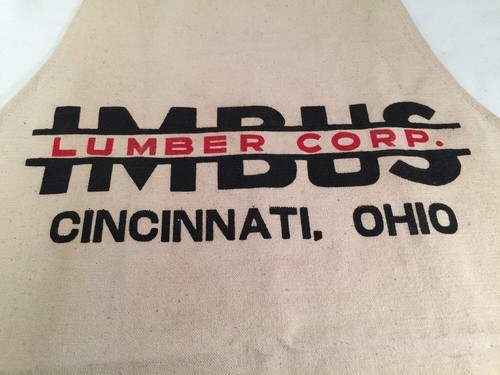 IMBUS
LUMBER CORP.
CINCINNATI, OHIO